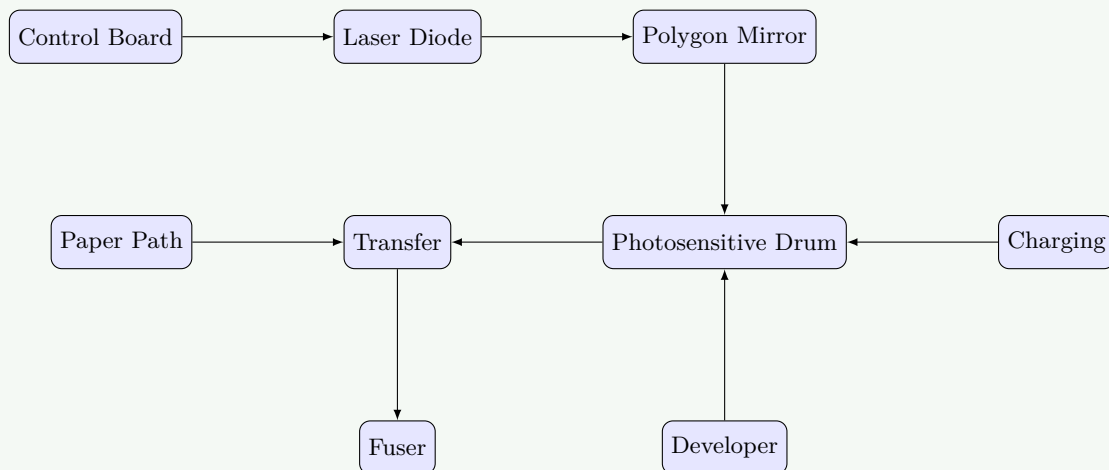 Control Board
Laser Diode
Polygon Mirror
Paper Path
Transfer
Photosensitive Drum
Charging
Fuser
Developer